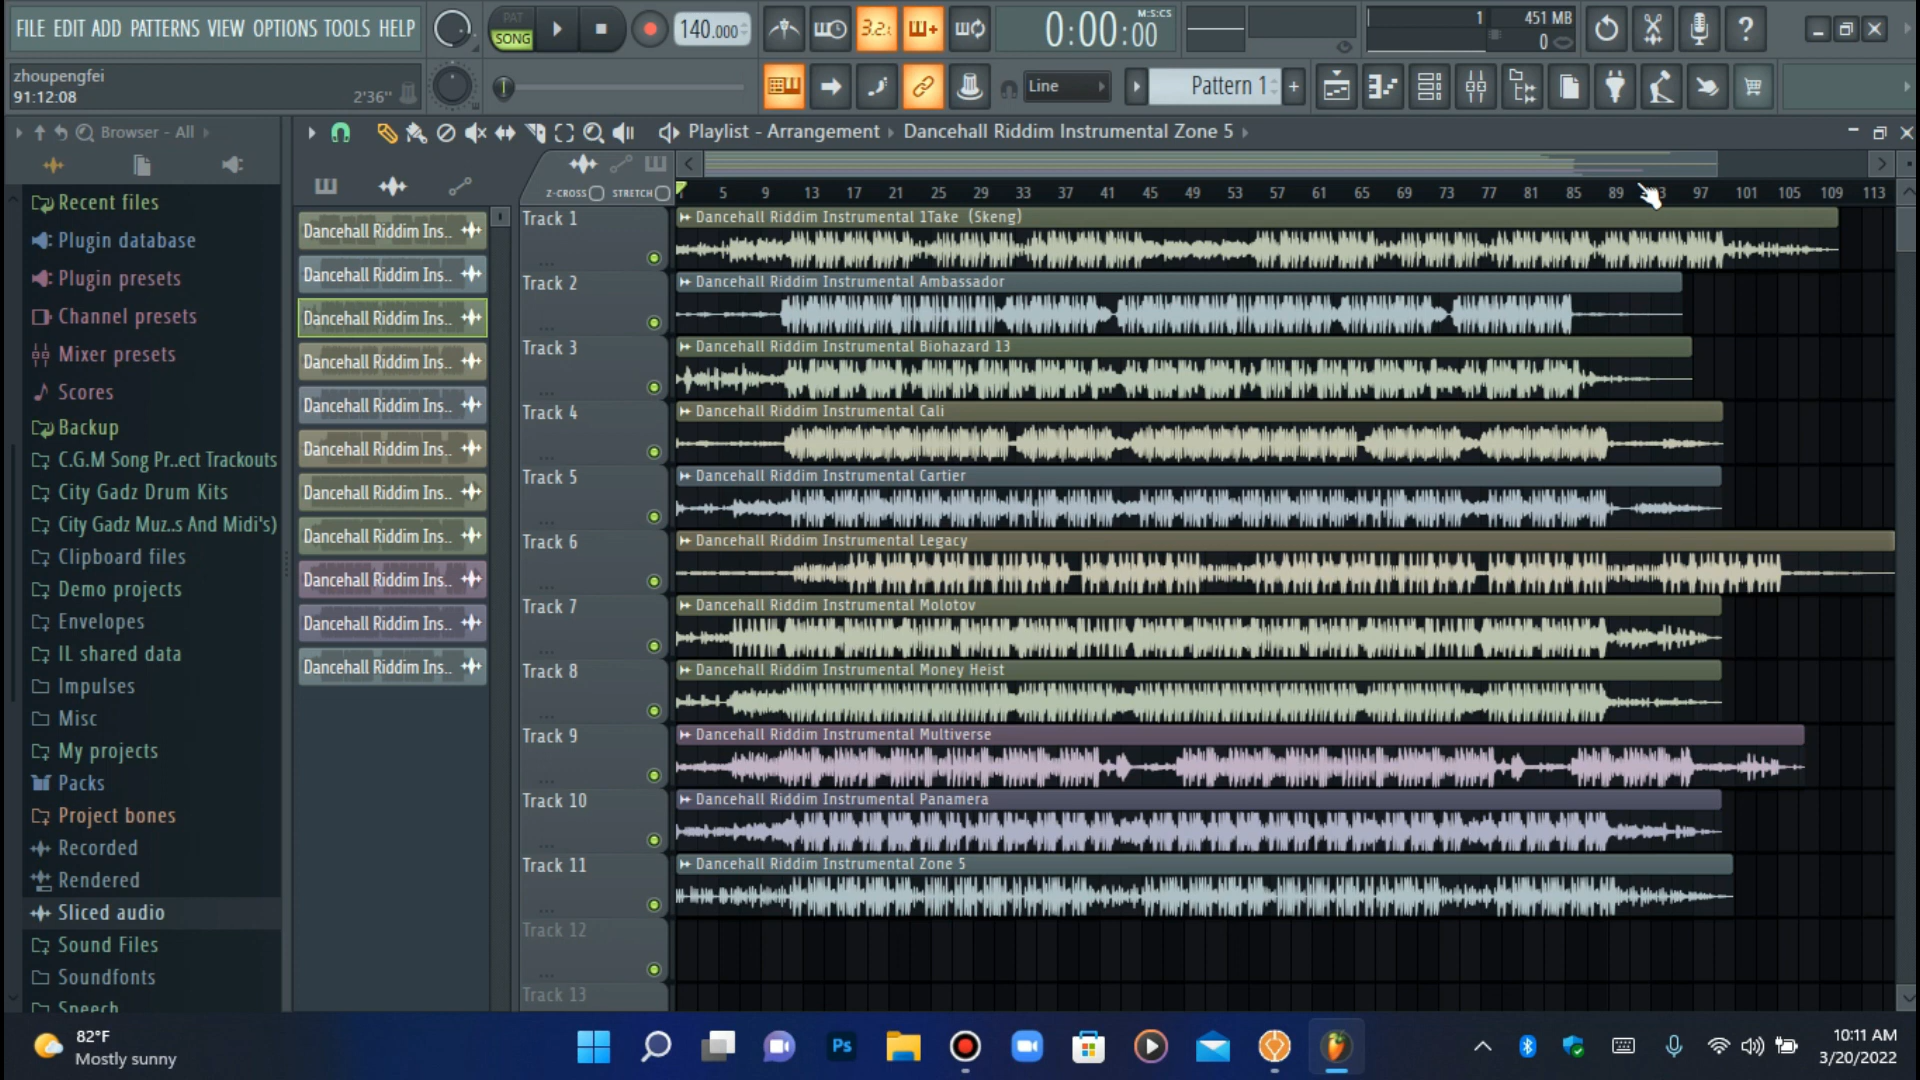 FILE EDIT ADD PATTERNS VIEW OPTIONS TOOLS HELP
PAT
SONG
140.000
3.2.
0:00:00
M:S:CS
1
451 MB
0
zhoupengfei
91:12:08
2'36"
Line
Pattern 1
Browser - All
Playlist - Arrangement
Dancehall Riddim Instrumental Zone 5
Z-CROSS
STRETCH
5 9 13 17 21 25 29 33 37 41 45 49 53 57 61 65 69 73 77 81 85 89 97 101 105 109 113
Recent files
Plugin database
Plugin presets
Channel presets
Mixer presets
Scores
Backup
C.G.M Song Pr..ect Trackouts
City Gadz Drum Kits
City Gadz Muz..s And Midi's)
Clipboard files
Demo projects
Envelopes
IL shared data
Impulses
Misc
My projects
Packs
Project bones
Recorded
Rendered
Sliced audio
Sound Files
Soundfonts
Speech
Dancehall Riddim Ins..
Dancehall Riddim Ins..
Dancehall Riddim Ins..
Dancehall Riddim Ins..
Dancehall Riddim Ins..
Dancehall Riddim Ins..
Dancehall Riddim Ins..
Dancehall Riddim Ins..
Dancehall Riddim Ins..
Dancehall Riddim Ins..
Dancehall Riddim Ins..
Track 1
Dancehall Riddim Instrumental 1Take (Skeng)
Track 2
Dancehall Riddim Instrumental Ambassador
Track 3
Dancehall Riddim Instrumental Biohazard 13
Track 4
Dancehall Riddim Instrumental Cali
Track 5
Dancehall Riddim Instrumental Cartier
Track 6
Dancehall Riddim Instrumental Legacy
Track 7
Dancehall Riddim Instrumental Molotov
Track 8
Dancehall Riddim Instrumental Money Heist
Track 9
Dancehall Riddim Instrumental Multiverse
Track 10
Dancehall Riddim Instrumental Panamera
Track 11
Dancehall Riddim Instrumental Zone 5
Track 12
Track 13
82°F
Mostly sunny
Ps
10:11 AM
3/20/2022